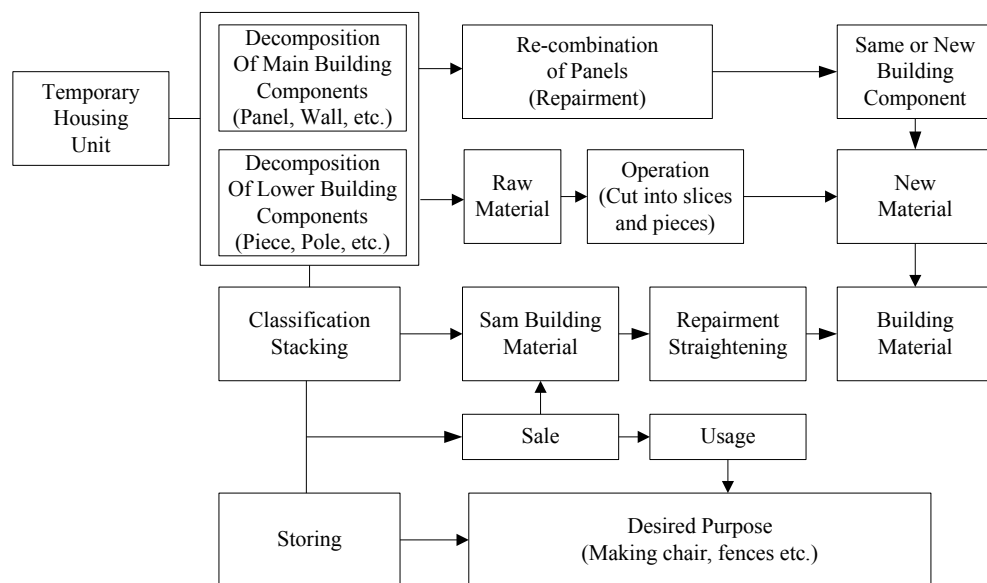 Temporary
Housing
Unit
Decomposition
Of Main Building
Components
(Panel, Wall, etc.)
Re-combination
of Panels
(Repairment)
Same or New
Building
Component
Decomposition
Of Lower Building
Components
(Piece, Pole, etc.)
Raw
Material
Operation
(Cut into slices
and pieces)
New
Material
Classification
Stacking
Sam Building
Material
Repairment
Straightening
Building
Material
Sale
Usage
Storing
Desired Purpose
(Making chair, fences etc.)